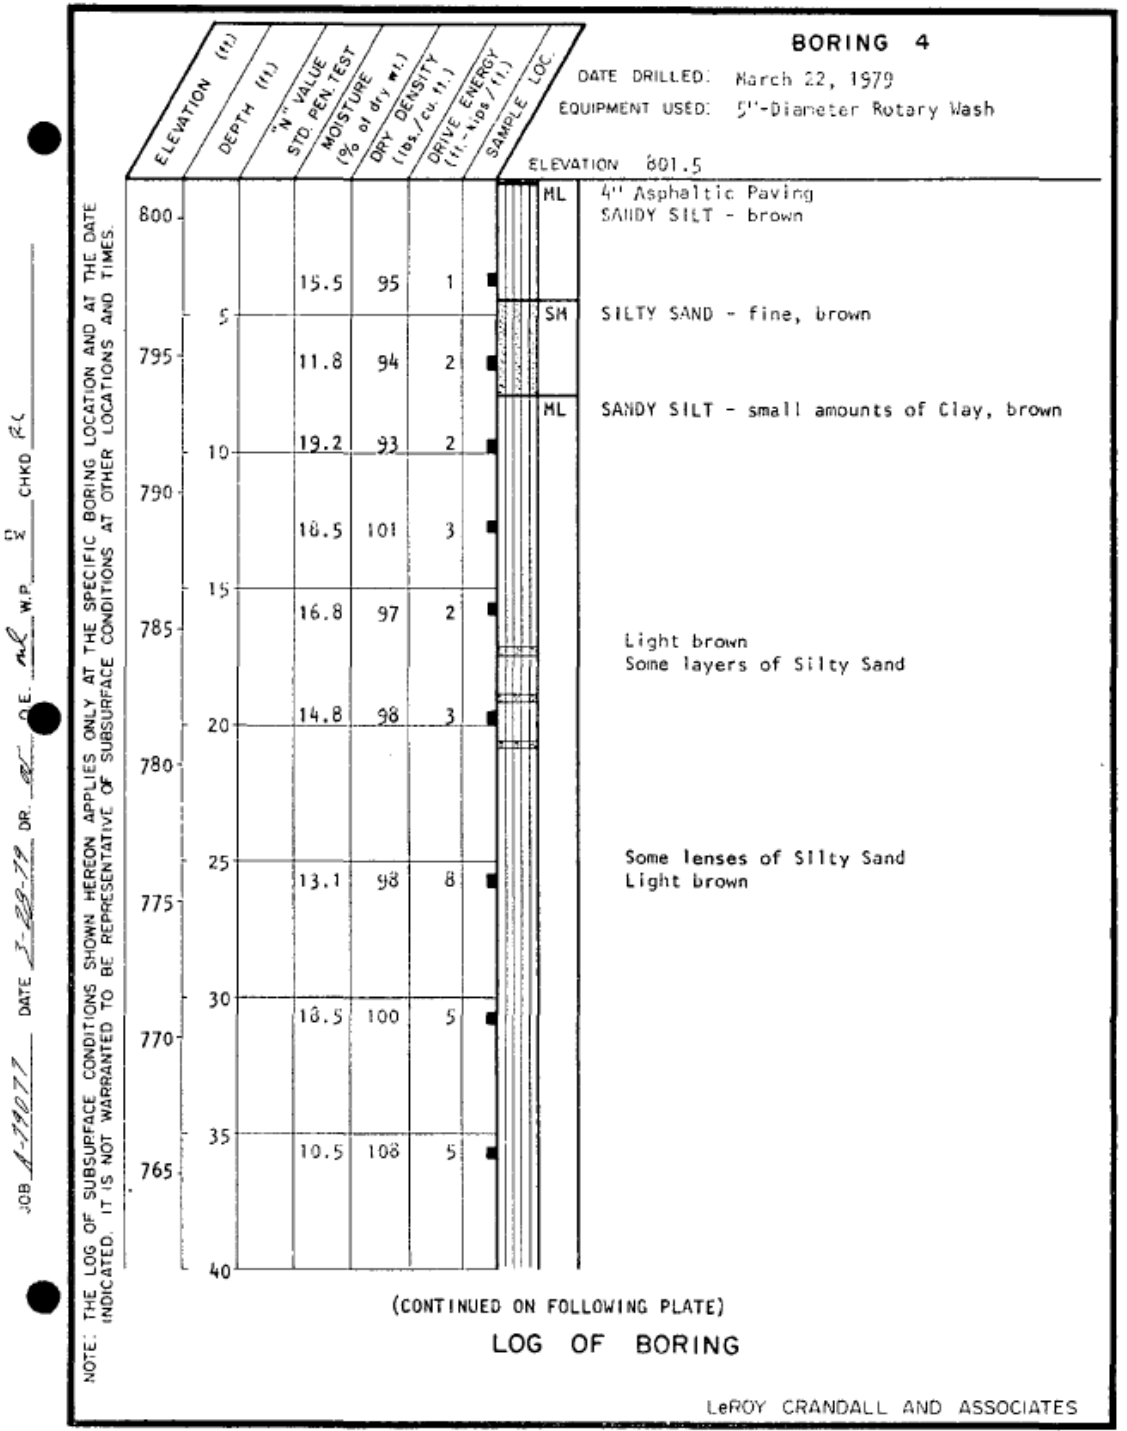 BORING 4
DATE DRILLED: March 22, 1979
EQUIPMENT USED: 5"-Diameter Rotary Wash
ELEVATION 801.5
ELEVATION (ft.)
DEPTH (ft.)
"N" VALUE
STD. PEN. TEST
MOISTURE
(% of dry wt.)
DRY DENSITY
(lbs./cu. ft.)
DRIVE ENERGY
(ft.-kips/ft.)
SAMPLE LOC.
ML 4" Asphaltic Paving
800 SANDY SILT - brown
15.5 95 1
5 SM SILTY SAND - fine, brown
795 11.8 94 2
ML SANDY SILT - small amounts of Clay, brown
10 19.2 93 2
790
18.5 101 3
15
16.8 97 2
785 Light brown
Some layers of Silty Sand
14.8 98 3
20
780
25 Some lenses of Silty Sand
13.1 98 8 Light brown
775
30
18.5 100 5
770
35
10.5 108 5
765
40
(CONTINUED ON FOLLOWING PLATE)
LOG OF BORING
LeROY CRANDALL AND ASSOCIATES
NOTE: THE LOG OF SUBSURFACE CONDITIONS SHOWN HEREON APPLIES ONLY AT THE SPECIFIC BORING LOCATION AND AT THE DATE
INDICATED. IT IS NOT WARRANTED TO BE REPRESENTATIVE OF SUBSURFACE CONDITIONS AT OTHER LOCATIONS AND TIMES.
JOB A-79077 DATE 3-29-79 DR. O.E. W.P. CHKD